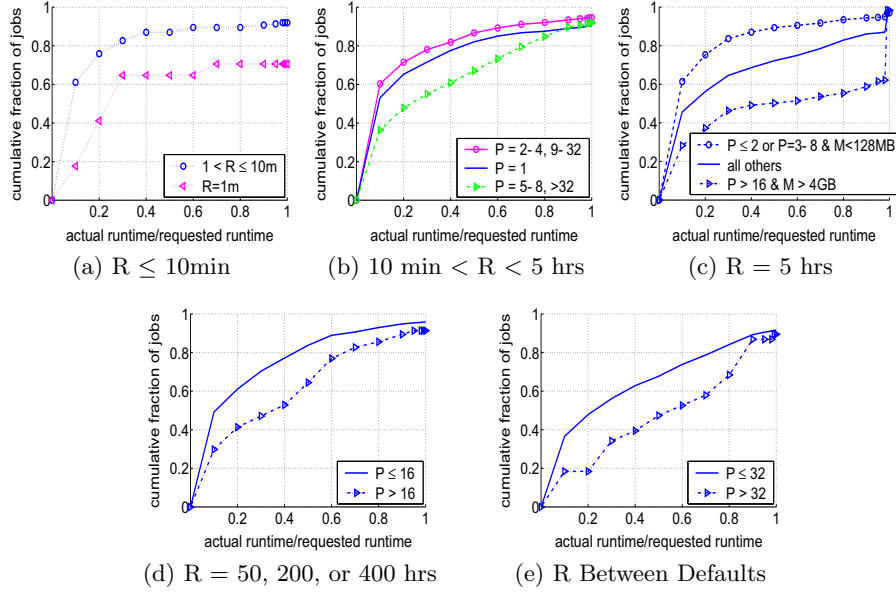 cumulative fraction of jobs
1
0.8
0.6
0.4
0.2
0
0.2 0.4 0.6 0.8 1
1 < R ≤ 10m
R=1m
actual runtime/requested runtime
(a) R ≤ 10min
cumulative fraction of jobs
1
0.8
0.6
0.4
0.2
0
0.2 0.4 0.6 0.8 1
P = 2- 4, 9- 32
P = 1
P = 5- 8, >32
actual runtime/requested runtime
(b) 10 min < R < 5 hrs
cumulative fraction of jobs
1
0.8
0.6
0.4
0.2
0
0.2 0.4 0.6 0.8 1
P ≤ 2 or P=3- 8 & M<128MB
all others
P > 16 & M > 4GB
actual runtime/requested runtime
(c) R = 5 hrs
cumulative fraction of jobs
1
0.8
0.6
0.4
0.2
0
0.2 0.4 0.6 0.8 1
P ≤ 16
P > 16
actual runtime/requested runtime
(d) R = 50, 200, or 400 hrs
cumulative fraction of jobs
1
0.8
0.6
0.4
0.2
0
0.2 0.4 0.6 0.8 1
P ≤ 32
P > 32
actual runtime/requested runtime
(e) R Between Defaults